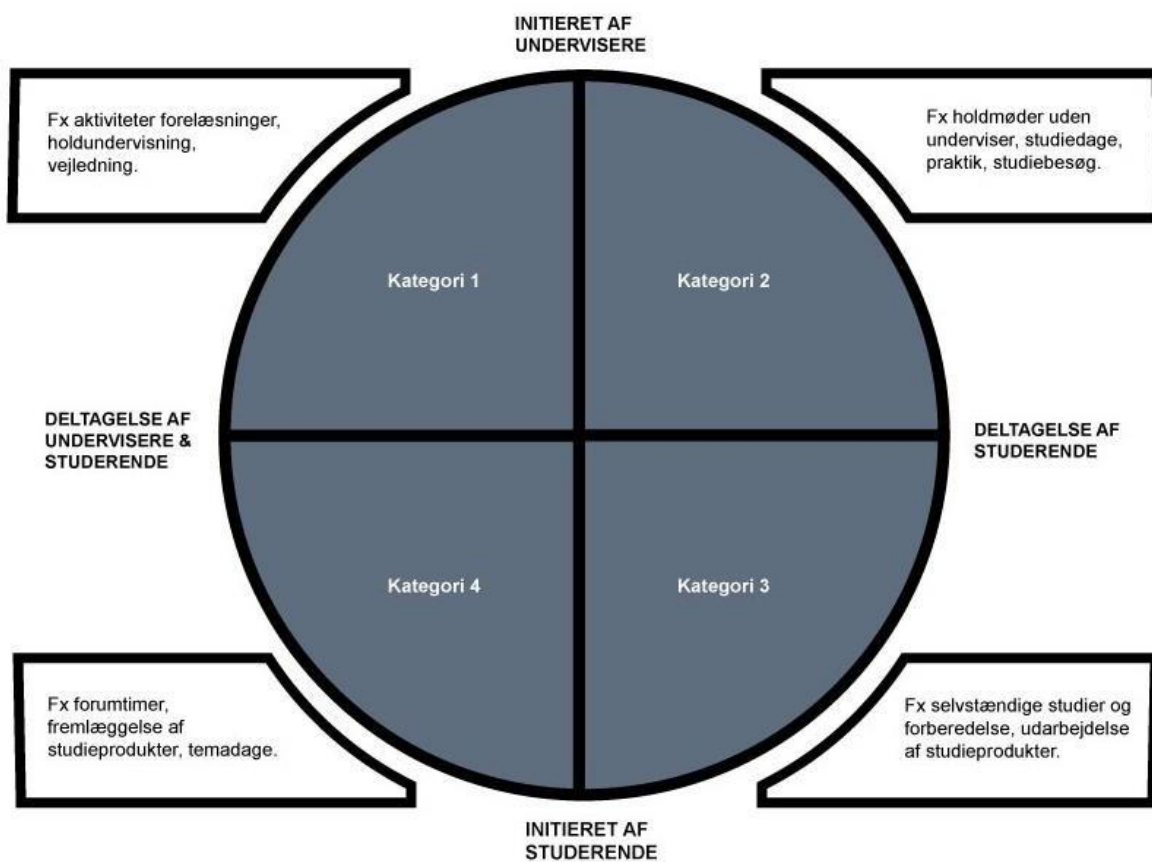 INITIERET AF
UNDERVISERE
Fx aktiviteter forelæsninger,
holdundervisning,
vejledning.
Fx holdmøder uden
underviser, studiedage,
praktik, studiebesøg.
Kategori 1
Kategori 2
DELTAGELSE AF
UNDERVISERE &
STUDERENDE
DELTAGELSE AF
STUDERENDE
Kategori 4
Kategori 3
Fx forumtimer,
fremlæggelse af
studieprodukter, temadage.
Fx selvstændige studier og
forberedelse, udarbejdelse
af studieprodukter.
INITIERET AF
STUDERENDE